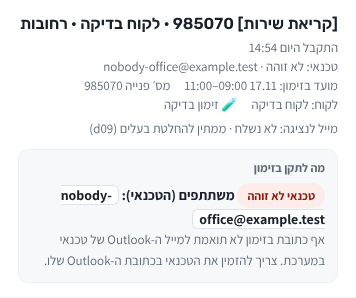 [קריאת שירות] 985070 · לקוח בדיקה · רחובות
התקבל היום 14:54
טכנאי: לא זוהה · nobody-office@example.test
מועד בזימון: 17.11 09:00–11:00 מס׳ פנייה 985070
לקוח: לקוח בדיקה 🧪 זימון בדיקה
מייל לנציגה: לא נשלח · ממתין להחלטת בעלים (d09)
מה לתקן בזימון
טכנאי לא זוהה משתתפים (הטכנאי): nobody-
office@example.test
אף כתובת בזימון לא תואמת למייל ה-Outlook של טכנאי
במערכת. צריך להזמין את הטכנאי בכתובת ה-Outlook שלו.